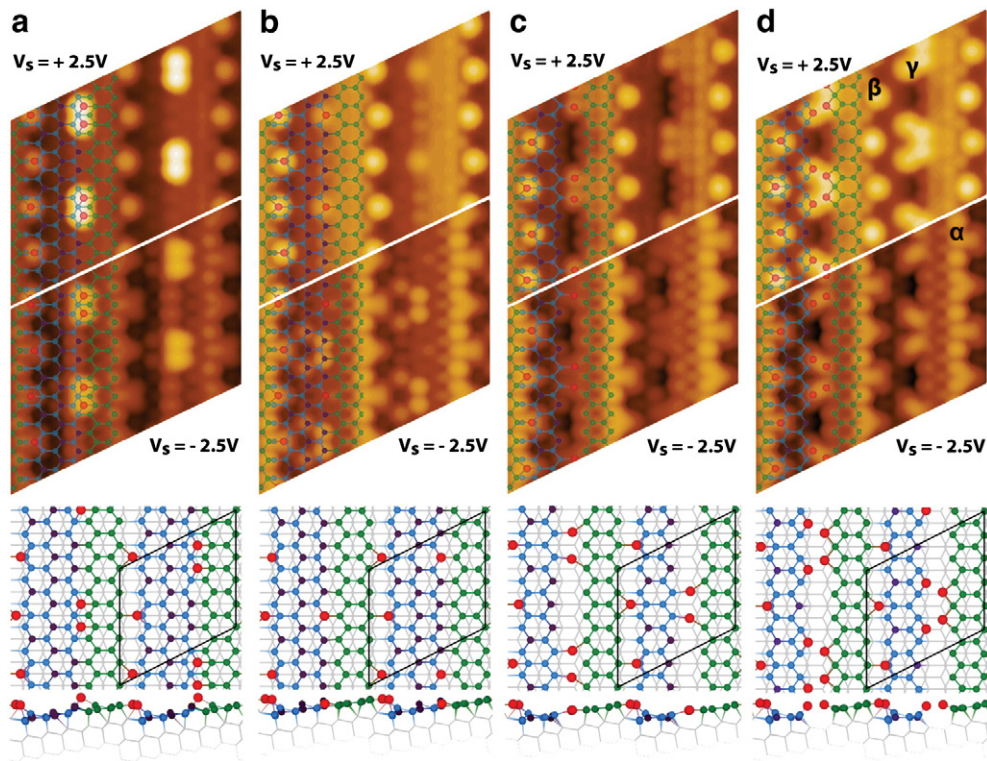 a
b
c
d
Vs = + 2.5V
Vs = + 2.5V
Vs = + 2.5V
Vs = + 2.5V
β
γ
α
Vs = - 2.5V
Vs = - 2.5V
Vs = - 2.5V
Vs = - 2.5V